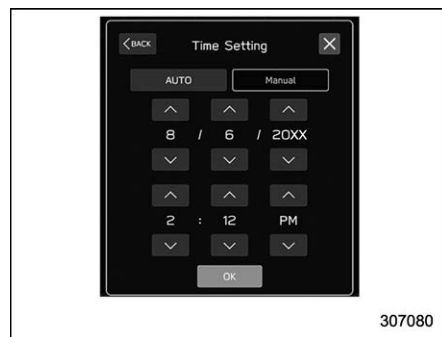 BACK Time Setting
AUTO Manual
8 / 6 / 20XX
2 : 12 PM
OK
307080